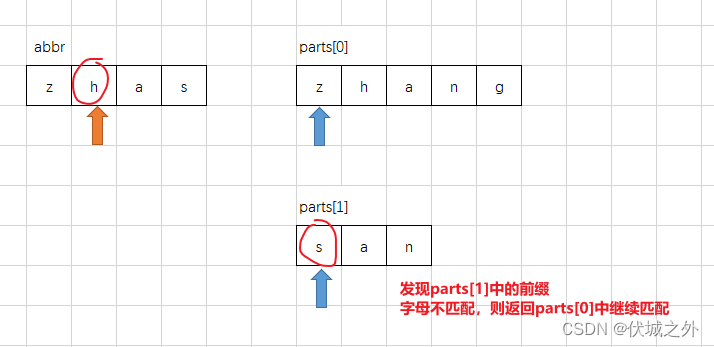 abbr
parts[0]
z h a s
z h a n g
parts[1]
s a n
发现parts[1]中的前缀
字母不匹配，则返回parts[0]中继续匹配
CSDN @伏城之外